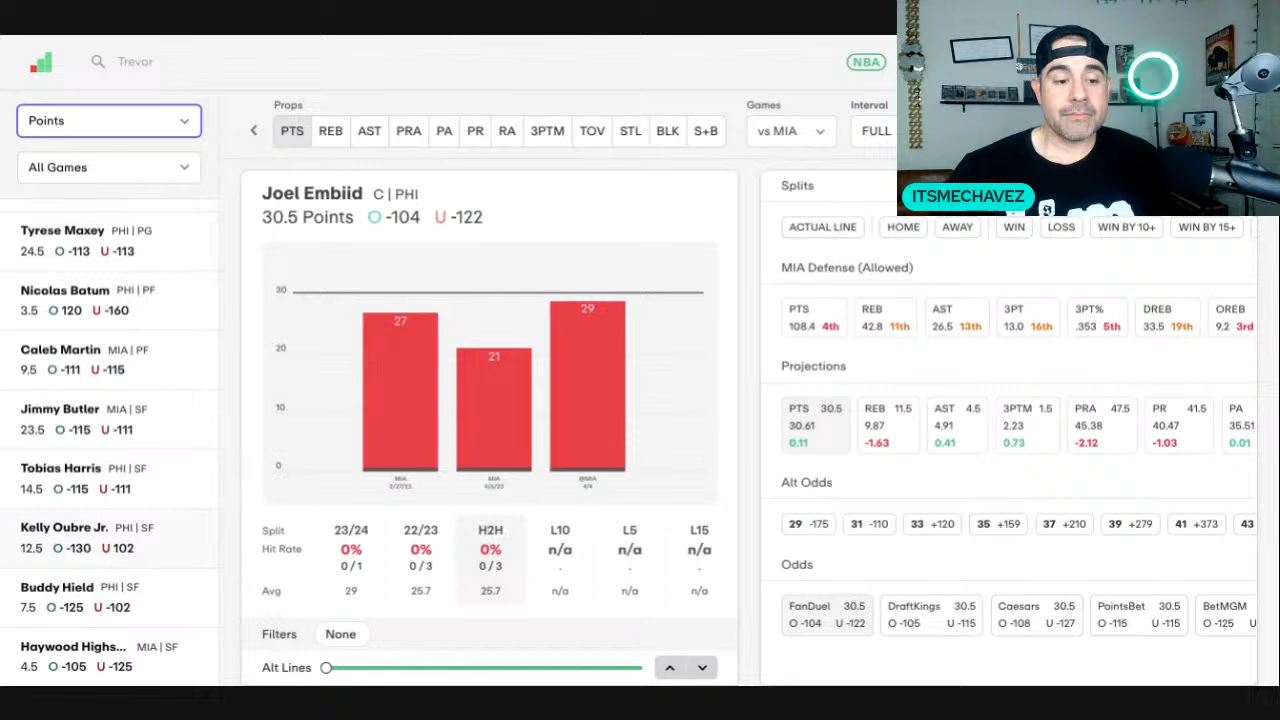 Trevor
NBA
ITSMECHAVEZ
Points
All Games
Tyrese Maxey PHI | PG
24.5 O -113 U -113
Nicolas Batum PHI | PF
3.5 O 120 U -160
Caleb Martin MIA | PF
9.5 O -111 U -115
Jimmy Butler MIA | SF
23.5 O -115 U -111
Tobias Harris PHI | SF
14.5 O -115 U -111
Kelly Oubre Jr. PHI | SF
12.5 O -130 U 102
Buddy Hield PHI | SF
7.5 O -125 U -102
Haywood Highs... MIA | SF
4.5 O -105 U -125
Props
PTS REB AST PRA PA PR RA 3PTM TOV STL BLK S+B
Games
vs MIA
Interval
FULL
Joel Embiid C | PHI
30.5 Points O -104 U -122
30
20
10
0
27
21
29
MIA
2/27/23
MIA
4/6/23
@MIA
4/4
Split 23/24 22/23 H2H L10 L5 L15
Hit Rate 0% 0% 0% n/a n/a n/a
0 / 1 0 / 3 0 / 3 - - -
Avg 29 25.7 25.7 n/a n/a n/a
Filters None
Alt Lines
Splits
ACTUAL LINE HOME AWAY WIN LOSS WIN BY 10+ WIN BY 15+
MIA Defense (Allowed)
PTS REB AST 3PT 3PT% DREB OREB
108.4 4th 42.8 11th 26.5 13th 13.0 16th .353 5th 33.5 19th 9.2 3rd
Projections
PTS 30.5 REB 11.5 AST 4.5 3PTM 1.5 PRA 47.5 PR 41.5 PA
30.61 9.87 4.91 2.23 45.38 40.47 35.51
0.11 -1.63 0.41 0.73 -2.12 -1.03 0.01
Alt Odds
29 -175 31 -110 33 +120 35 +159 37 +210 39 +279 41 +373 43
Odds
FanDuel 30.5 DraftKings 30.5 Caesars 30.5 PointsBet 30.5 BetMGM
O -104 U -122 O -105 U -115 O -108 U -127 O -115 U -115 O -125 U